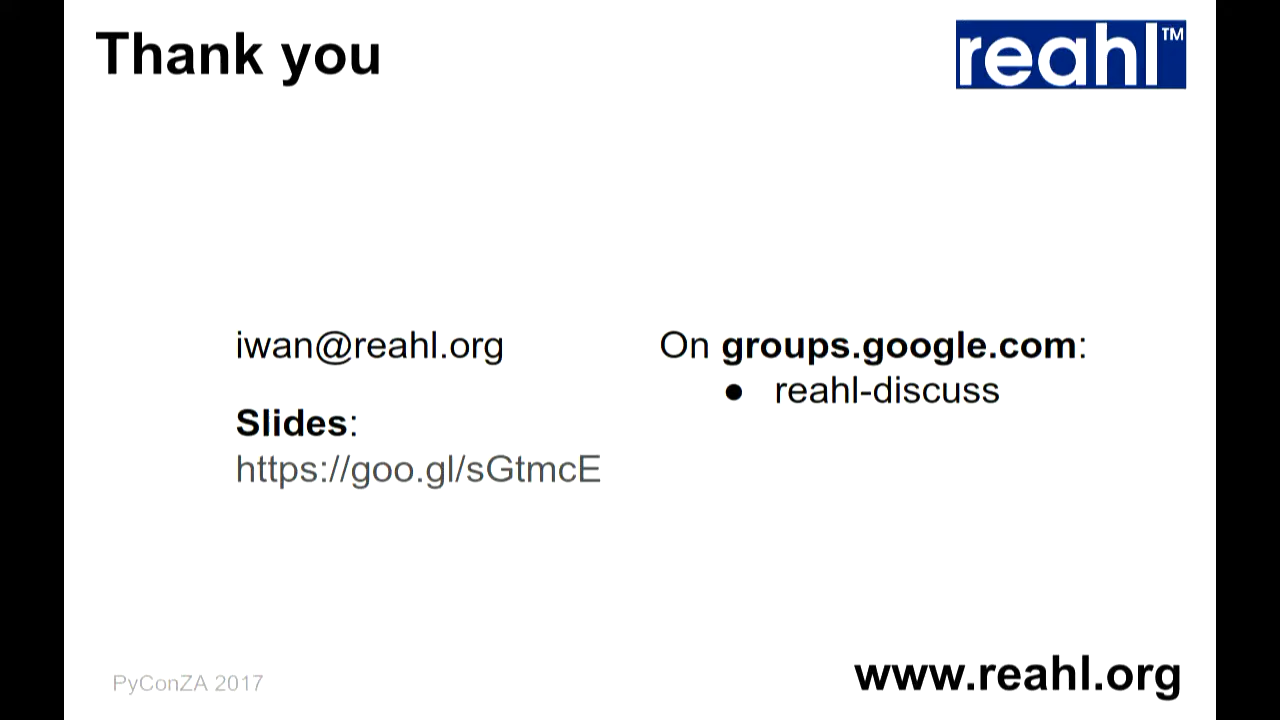 Thank you
reahl™
iwan@reahl.org
Slides:
https://goo.gl/sGtmcE
On groups.google.com:
● reahl-discuss
PyConZA 2017
www.reahl.org